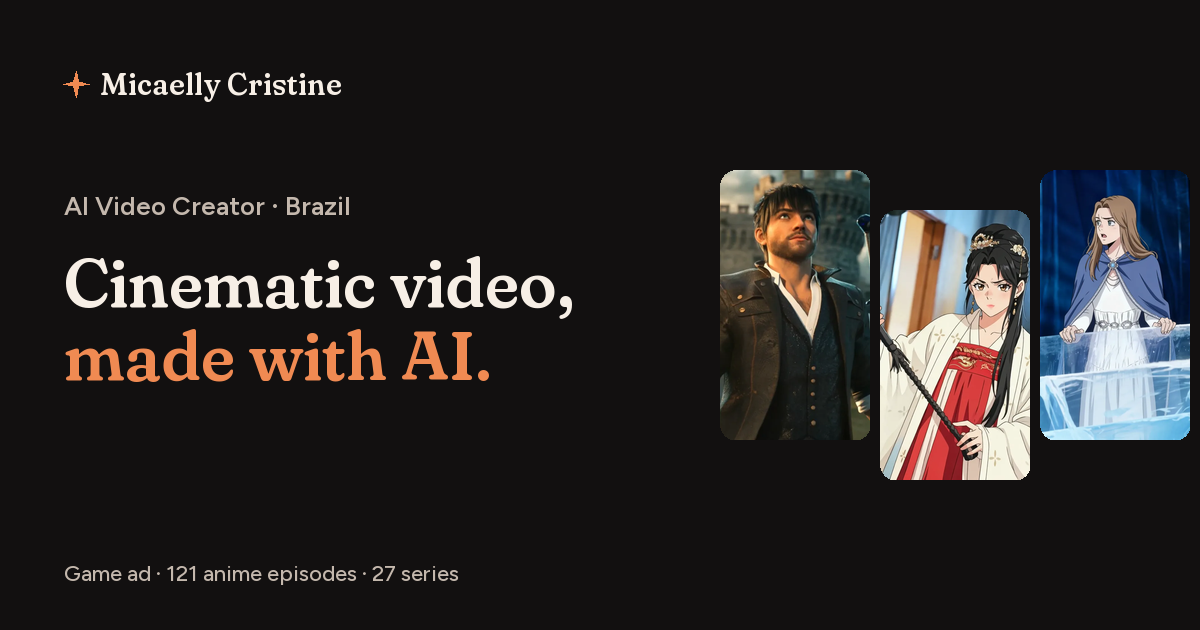 Micaelly Cristine
AI Video Creator · Brazil
Cinematic video,
made with AI.
Game ad · 121 anime episodes · 27 series